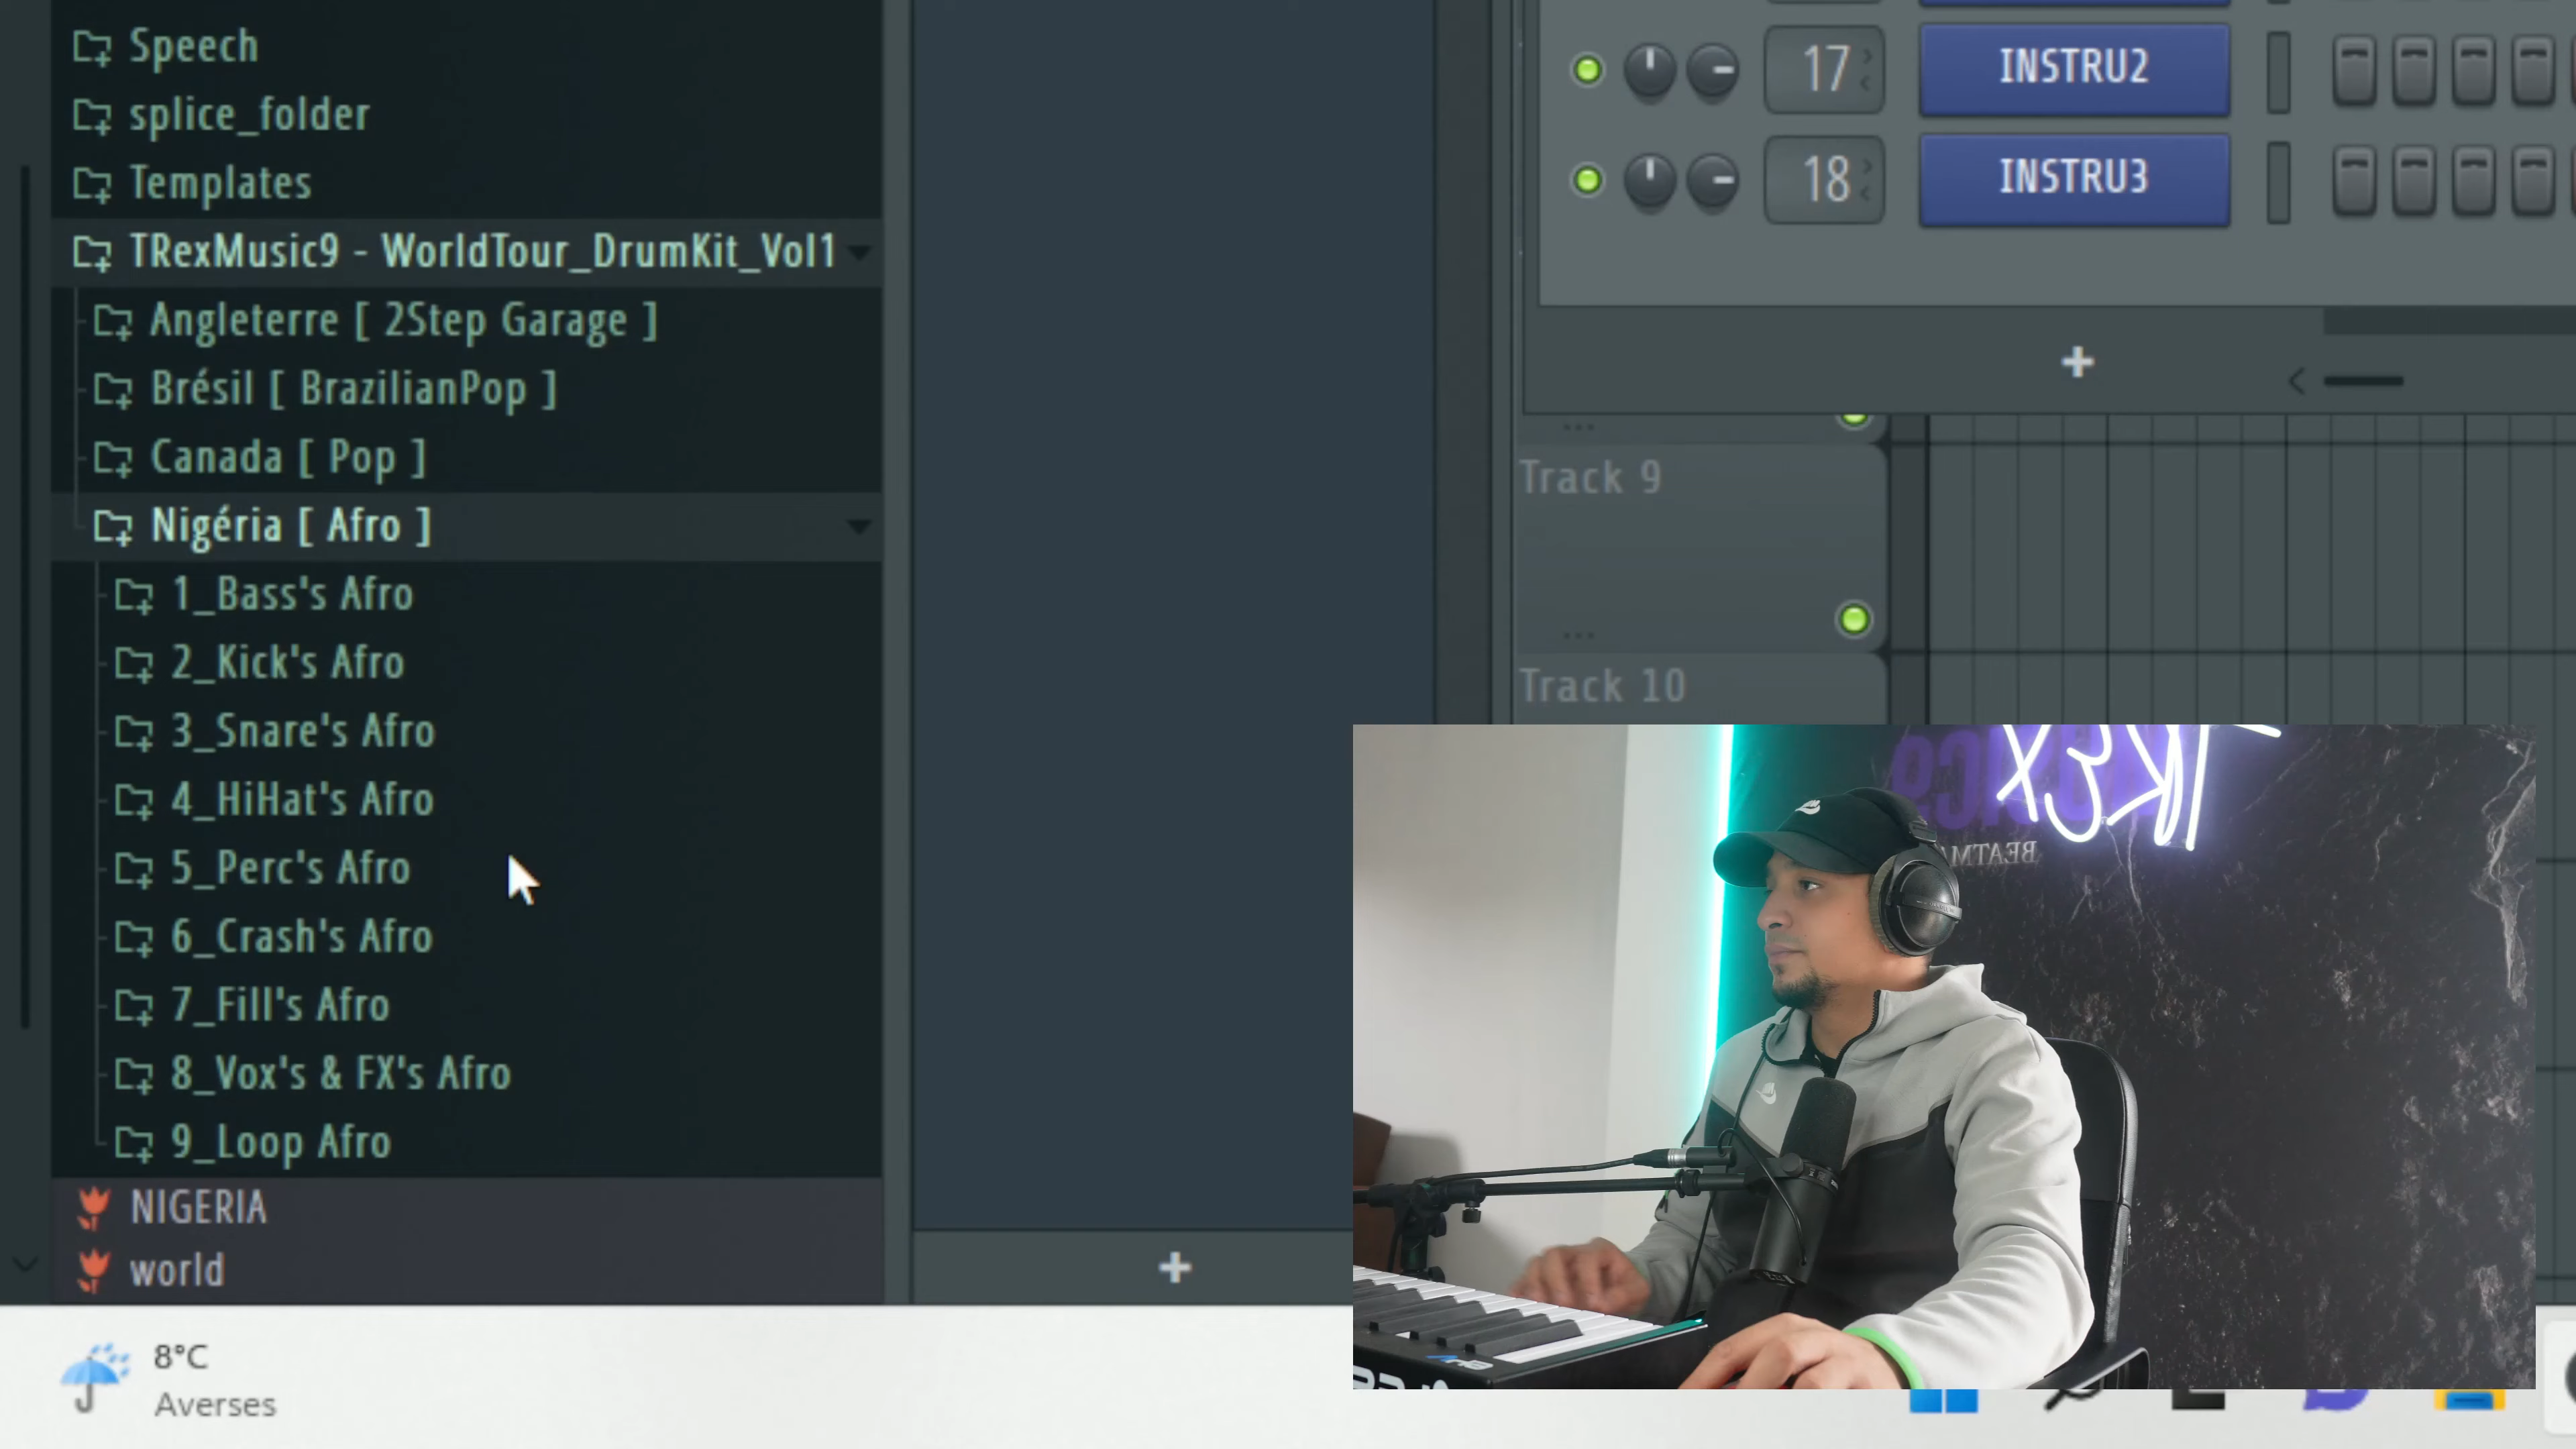 Speech
splice_folder
Templates
TRexMusic9 - WorldTour_DrumKit_Vol1
Angleterre [ 2Step Garage ]
Brésil [ BrazilianPop ]
Canada [ Pop ]
Nigéria [ Afro ]
1_Bass's Afro
2_Kick's Afro
3_Snare's Afro
4_HiHat's Afro
5_Perc's Afro
6_Crash's Afro
7_Fill's Afro
8_Vox's & FX's Afro
9_Loop Afro
NIGERIA
world
8°C
Averses
17
INSTRU2
18
INSTRU3
Track 9
Track 10
TREX